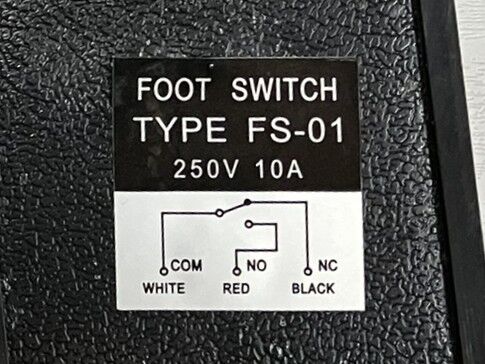 FOOT SWITCH
TYPE FS-01
250V 10A
COM NO NC
WHITE RED BLACK